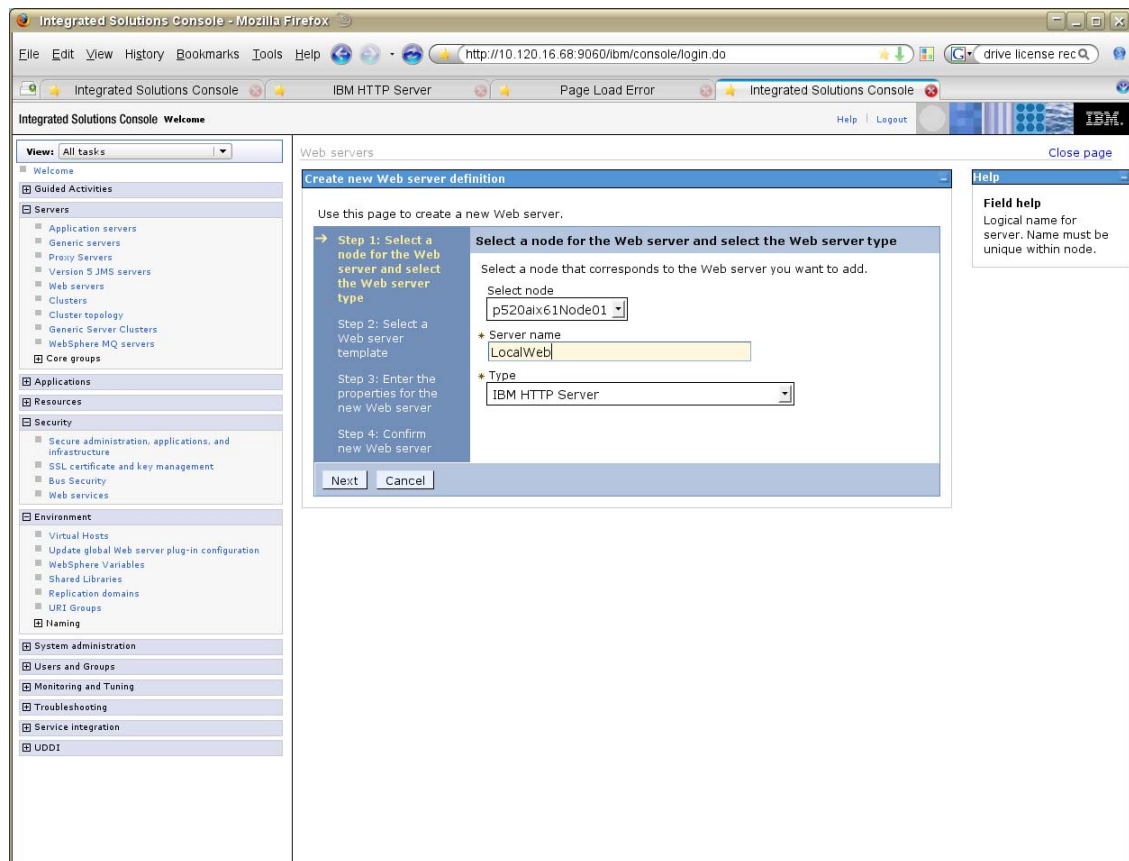 Integrated Solutions Console - Mozilla Firefox
File Edit View History Bookmarks Tools Help
http://10.120.16.68:9060/ibm/console/login.do
G drive license rec
Integrated Solutions Console
IBM HTTP Server
Page Load Error
Integrated Solutions Console
Integrated Solutions Console Welcome
Help | Logout
IBM.
View: All tasks
Welcome
Guided Activities
Servers
Application servers
Generic servers
Proxy Servers
Version 5 JMS servers
Web servers
Clusters
Cluster topology
Generic Server Clusters
WebSphere MQ servers
Core groups
Applications
Resources
Security
Secure administration, applications, and
infrastructure
SSL certificate and key management
Bus Security
Web services
Environment
Virtual Hosts
Update global Web server plug-in configuration
WebSphere Variables
Shared Libraries
Replication domains
URI Groups
Naming
System administration
Users and Groups
Monitoring and Tuning
Troubleshooting
Service integration
UDDI
Web servers
Close page
Create new Web server definition
Use this page to create a new Web server.
Step 1: Select a
node for the Web
server and select
the Web server
type
Step 2: Select a
Web server
template
Step 3: Enter the
properties for the
new Web server
Step 4: Confirm
new Web server
Select a node for the Web server and select the Web server type
Select a node that corresponds to the Web server you want to add.
Select node
p520aix61Node01
* Server name
LocalWeb
* Type
IBM HTTP Server
Next Cancel
Help
Field help
Logical name for
server. Name must be
unique within node.